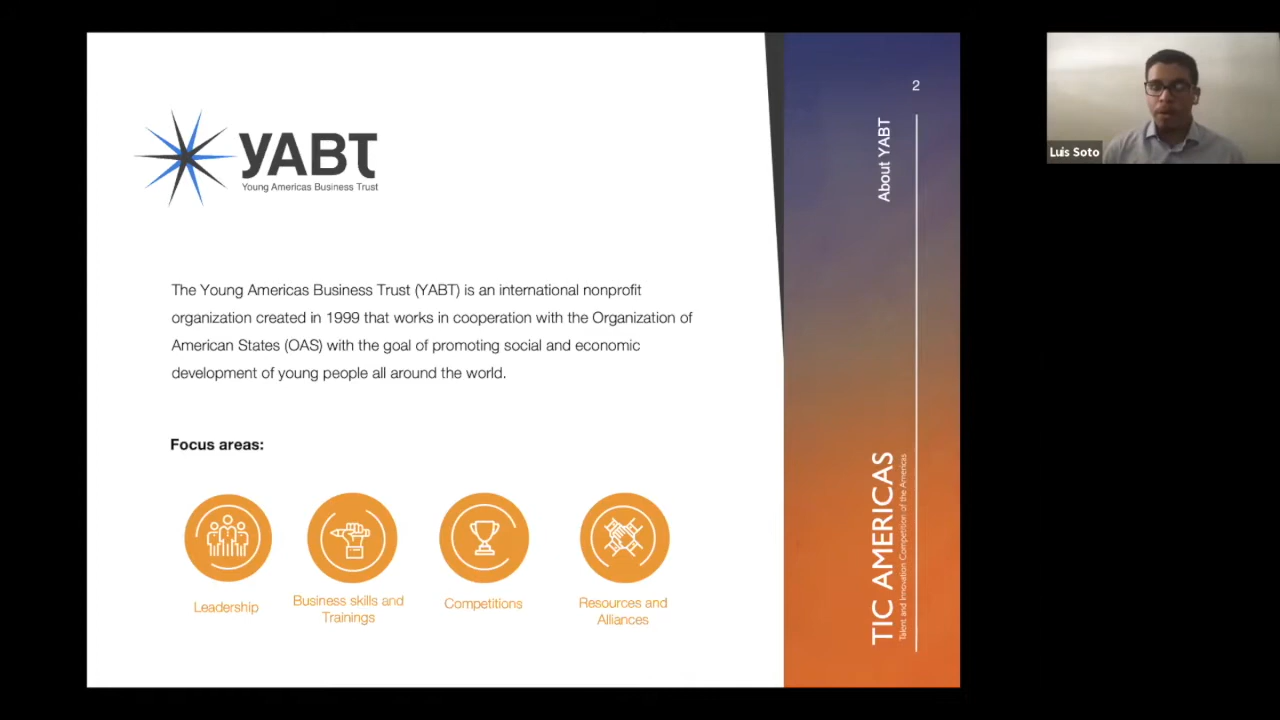 YABT
Young Americas Business Trust
The Young Americas Business Trust (YABT) is an international nonprofit
organization created in 1999 that works in cooperation with the Organization of
American States (OAS) with the goal of promoting social and economic
development of young people all around the world.
Focus areas:
Leadership
Business skills and
Trainings
Competitions
Resources and
Alliances
2
About YABT
TIC AMERICAS
Talent and Innovation Competition of the Americas
Luis Soto